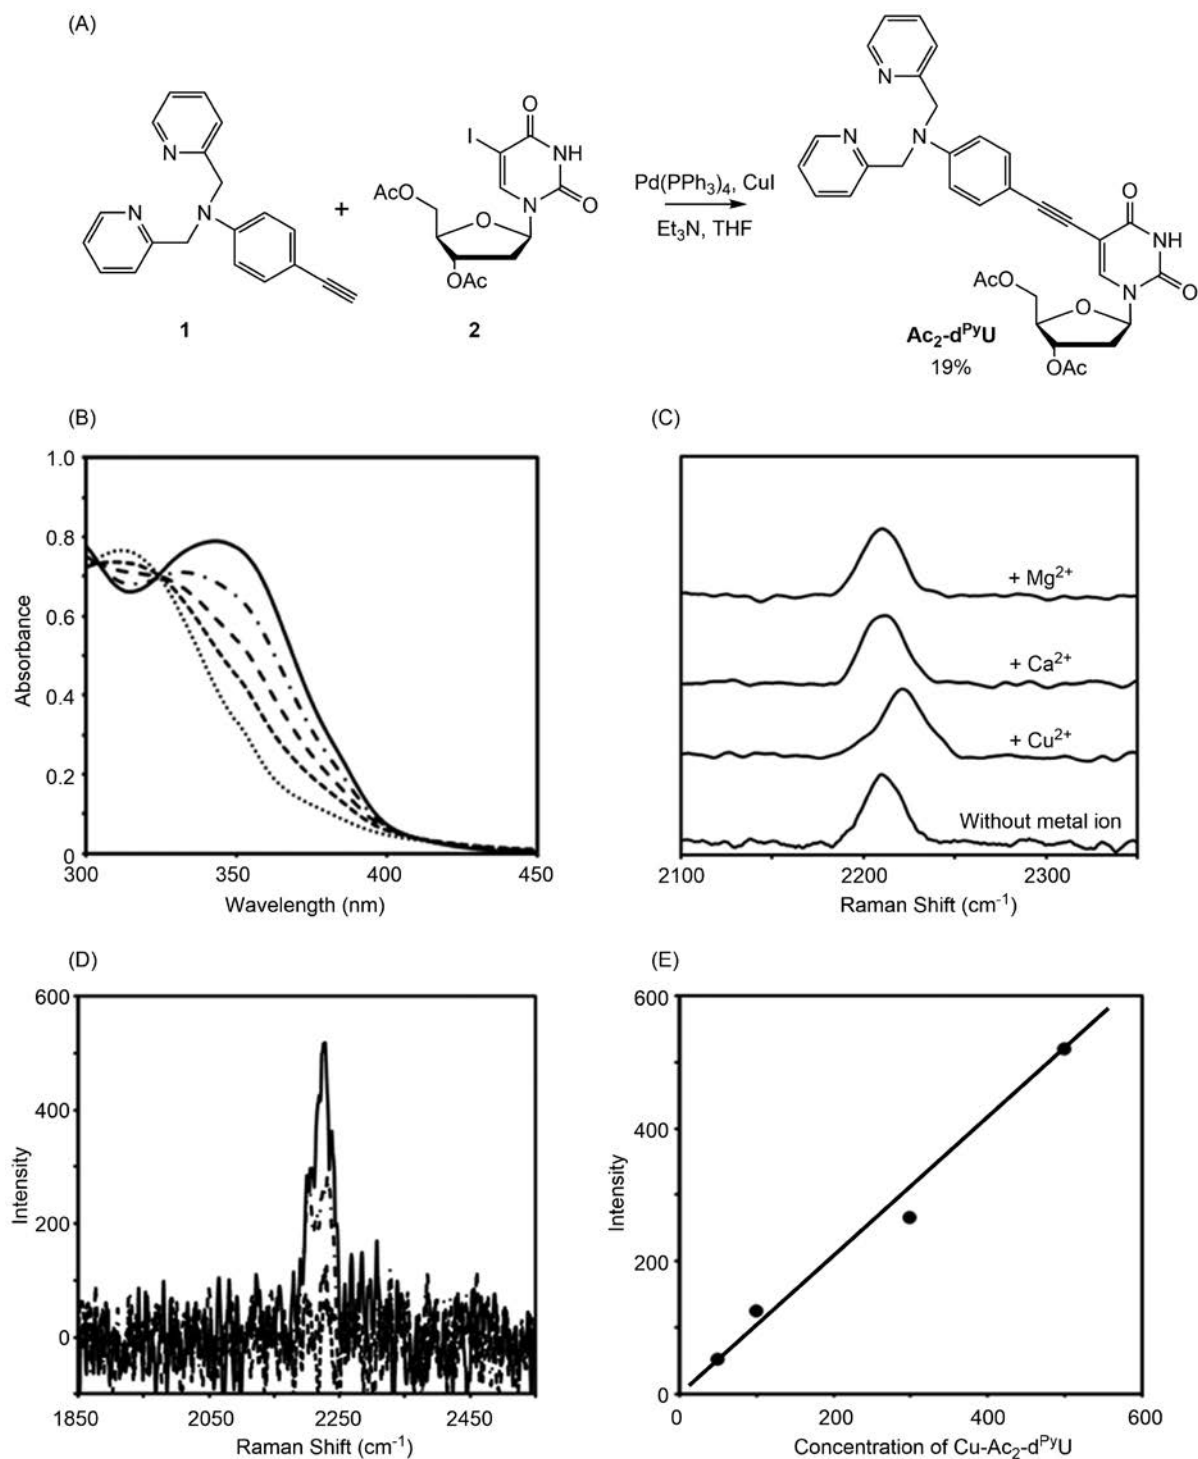 (A)
N
N
N
1
+
I
O
NH
N
O
AcO
O
OAc
2
Pd(PPh3)4, CuI
Et3N, THF
N
N
N
O
NH
N
O
AcO
O
OAc
Ac2-dPyU
19%
(B)
1.0
0.8
0.6
0.4
0.2
0
Absorbance
300
350
400
450
Wavelength (nm)
(C)
+ Mg2+
+ Ca2+
+ Cu2+
Without metal ion
2100
2200
2300
Raman Shift (cm-1)
(D)
600
400
200
0
Intensity
1850
2050
2250
2450
Raman Shift (cm-1)
(E)
600
400
200
0
Intensity
0
200
400
600
Concentration of Cu-Ac2-dPyU